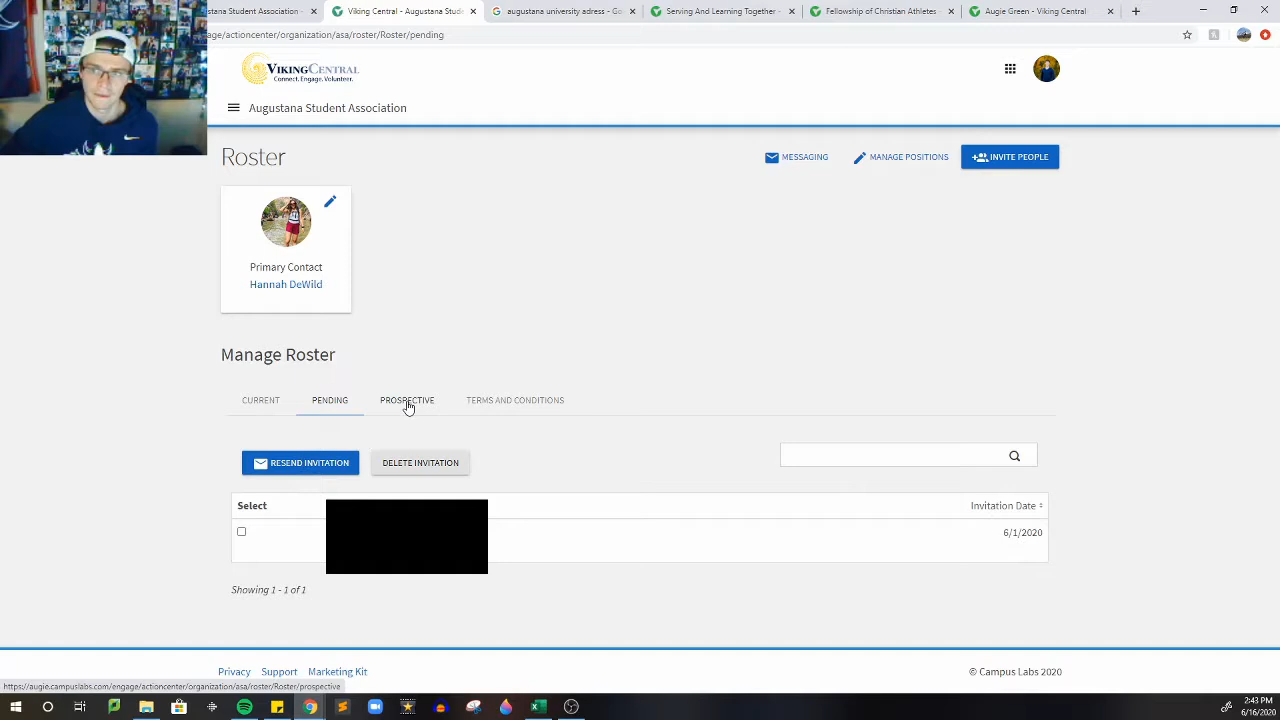 stana Student Association -
Viking Central - Augustana Stude
augustana university adress - Go
Serving And Learning Together -
Fellowship of Christian Athletes -
Augie Green - Viking Central
age/actioncenter/organization/asa/roster/Roster/pending
VIKINGCENTRAL
Connect. Engage. Volunteer.
Augustana Student Association
Roster
MESSAGING
MANAGE POSITIONS
INVITE PEOPLE
Primary Contact
Hannah DeWild
Manage Roster
CURRENT
PENDING
PROSPECTIVE
TERMS AND CONDITIONS
RESEND INVITATION
DELETE INVITATION
Select
Invitation Date
6/1/2020
Showing 1 - 1 of 1
Privacy
Support
Marketing Kit
© Campus Labs 2020
https://augie.campuslabs.com/engage/actioncenter/organization/asa/roster/Roster/prospective
2:43 PM
6/16/2020